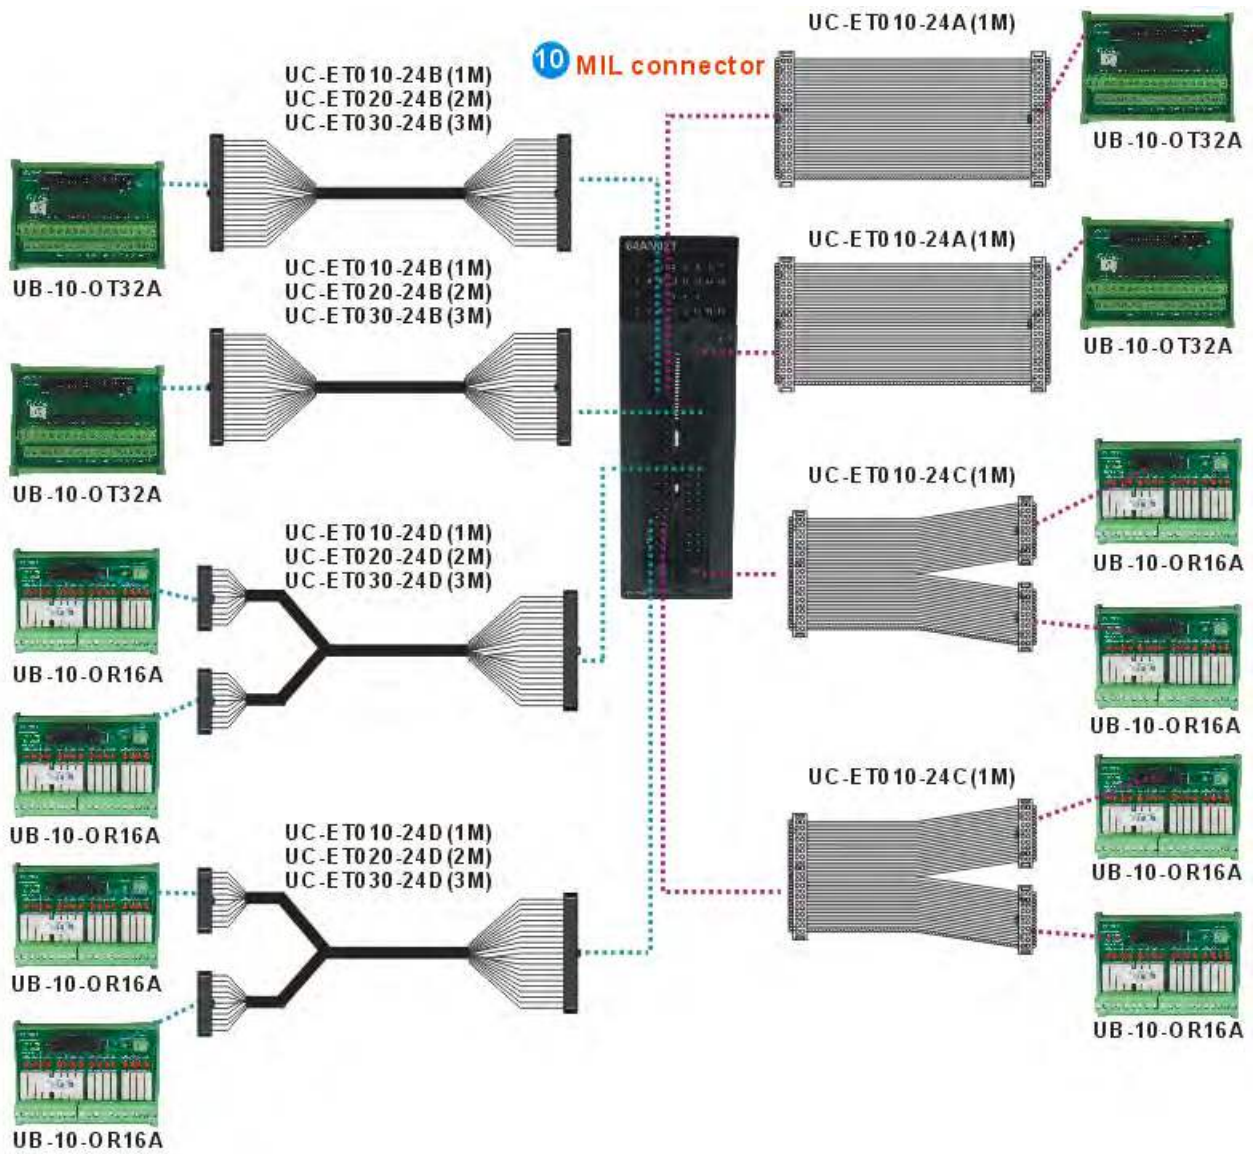 UC-ET010-24A(1M)
10 MIL connector
UC-ET010-24B(1M)
UC-ET020-24B(2M)
UC-ET030-24B(3M)
UB-10-OT32A
UB-10-OT32A
UC-ET010-24A(1M)
64AN02T
UC-ET010-24B(1M)
UC-ET020-24B(2M)
UC-ET030-24B(3M)
UB-10-OT32A
UB-10-OT32A
UC-ET010-24C(1M)
UC-ET010-24D(1M)
UC-ET020-24D(2M)
UC-ET030-24D(3M)
UB-10-OR16A
UB-10-OR16A
UB-10-OR16A
UB-10-OR16A
UC-ET010-24C(1M)
UC-ET010-24D(1M)
UC-ET020-24D(2M)
UC-ET030-24D(3M)
UB-10-OR16A
UB-10-OR16A
UB-10-OR16A
UB-10-OR16A